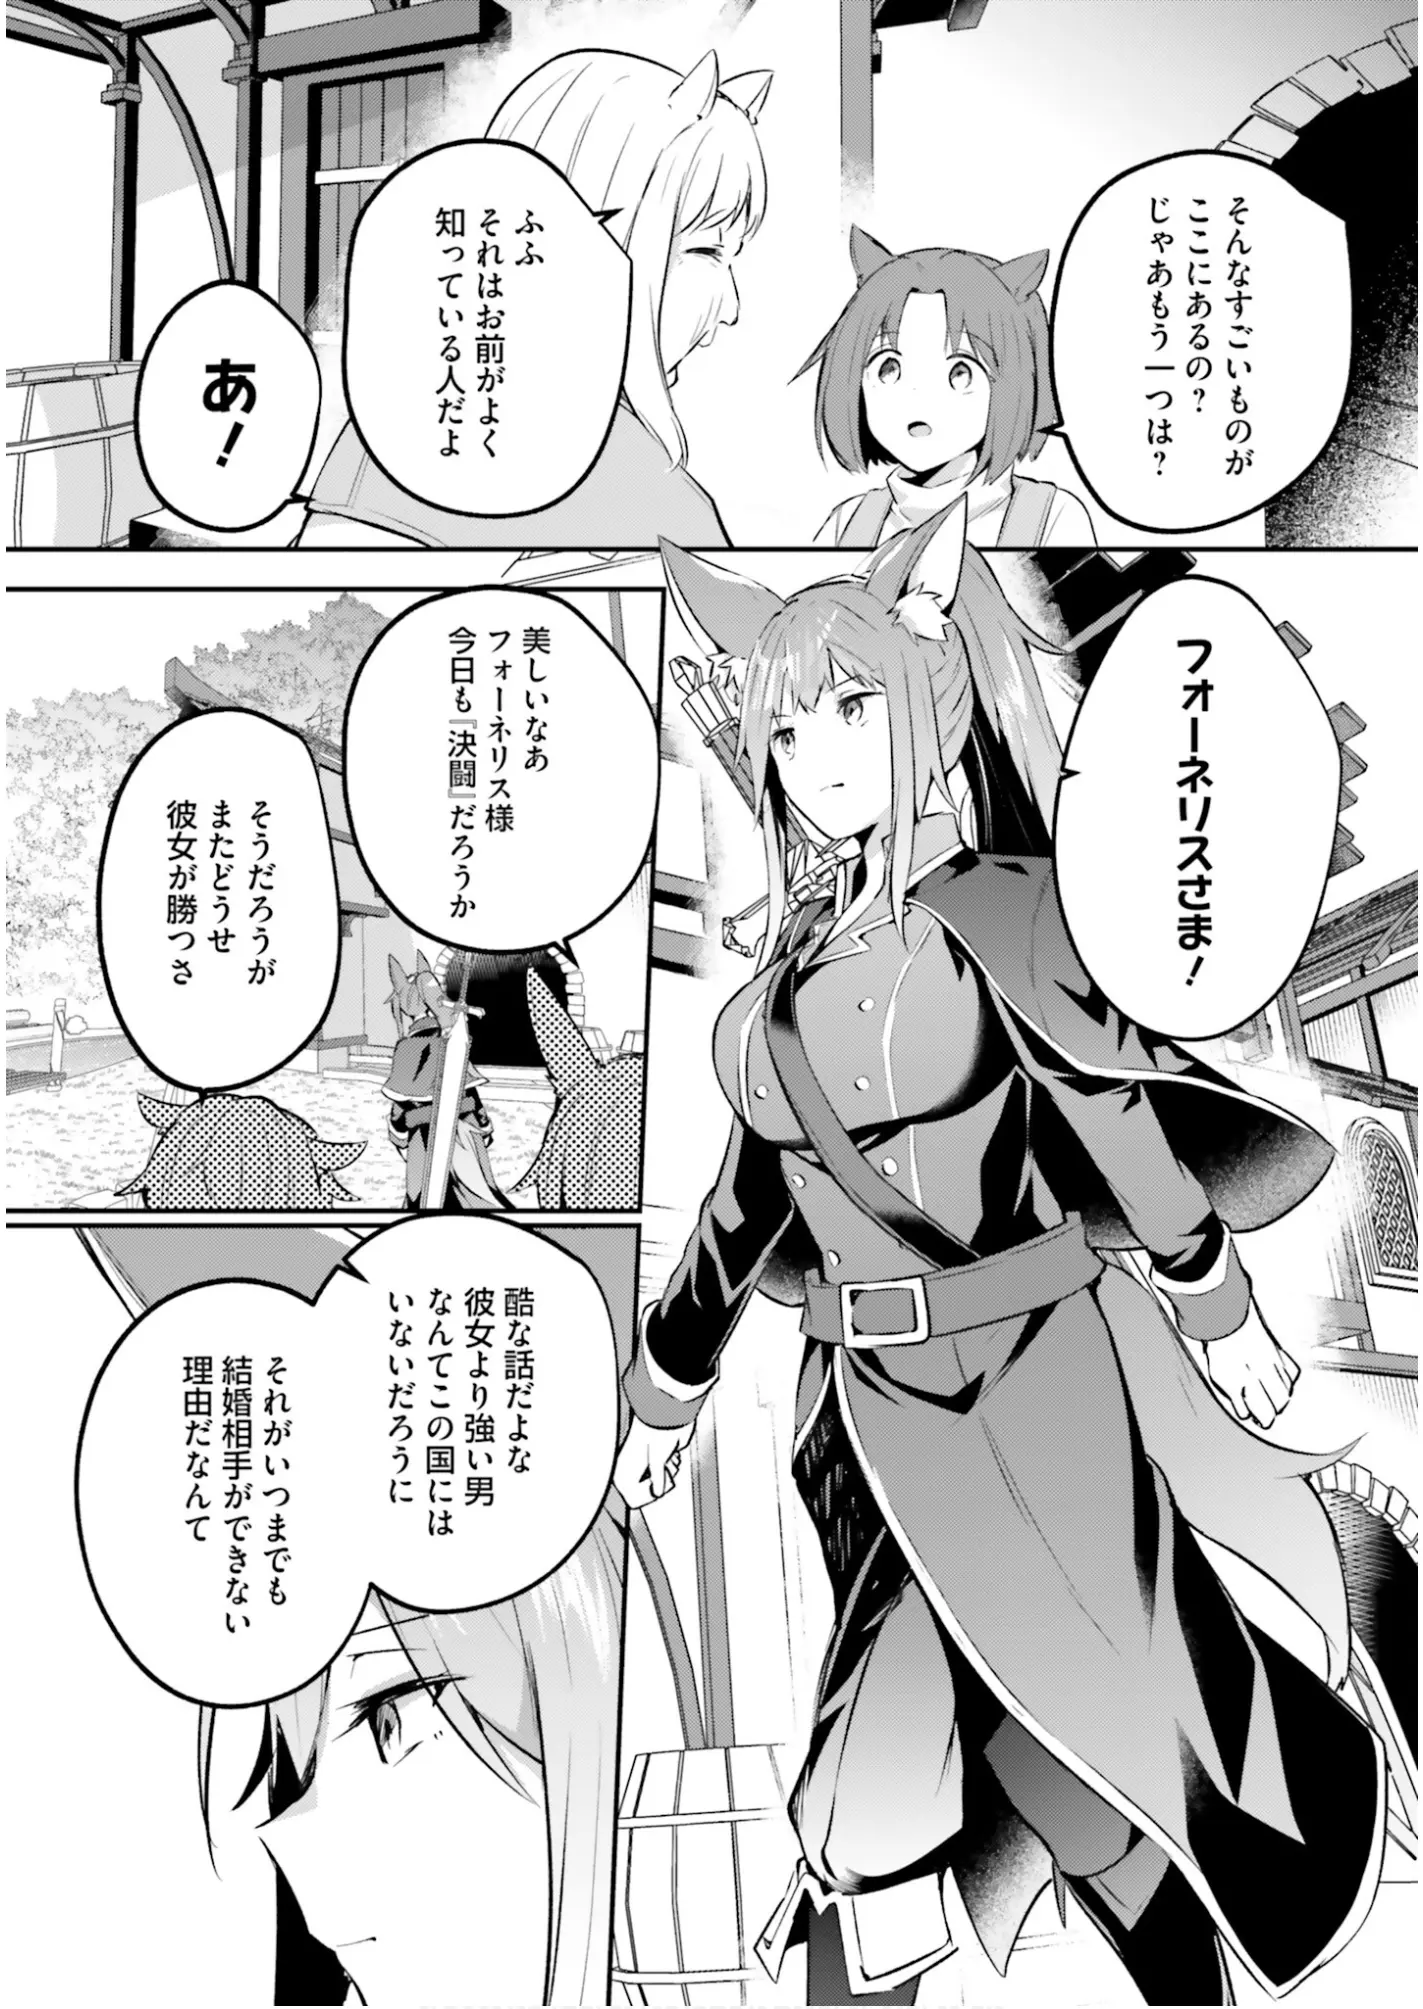 そんなすごいものが
ここにあるの?
じゃあもう一つは?
ふふ
それはお前がよく
知っている人だよ
あ!
フォーネリスさま!
美しいなあ
フォーネリス様
今日も『決闘』だろうか
そうだろうが
またどうせ
彼女が勝つさ
酷な話だよな
彼女より強い男
なんてこの国には
いないだろうに
それがいつまでも
結婚相手ができない
理由だなんて